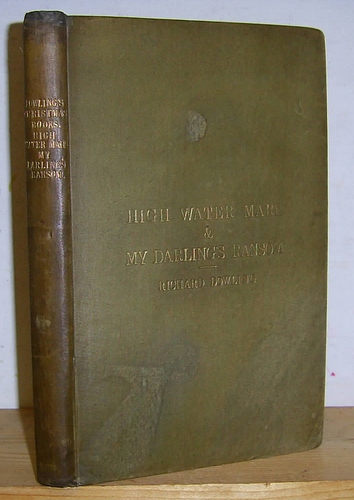 DOWLING'S
CHRISTMAS
BOOKS.
HIGH
WATER MARK
MY
DARLING'S
RANSOM.
HIGH WATER MARK
&
MY DARLING'S RANSOM
RICHARD DOWLING